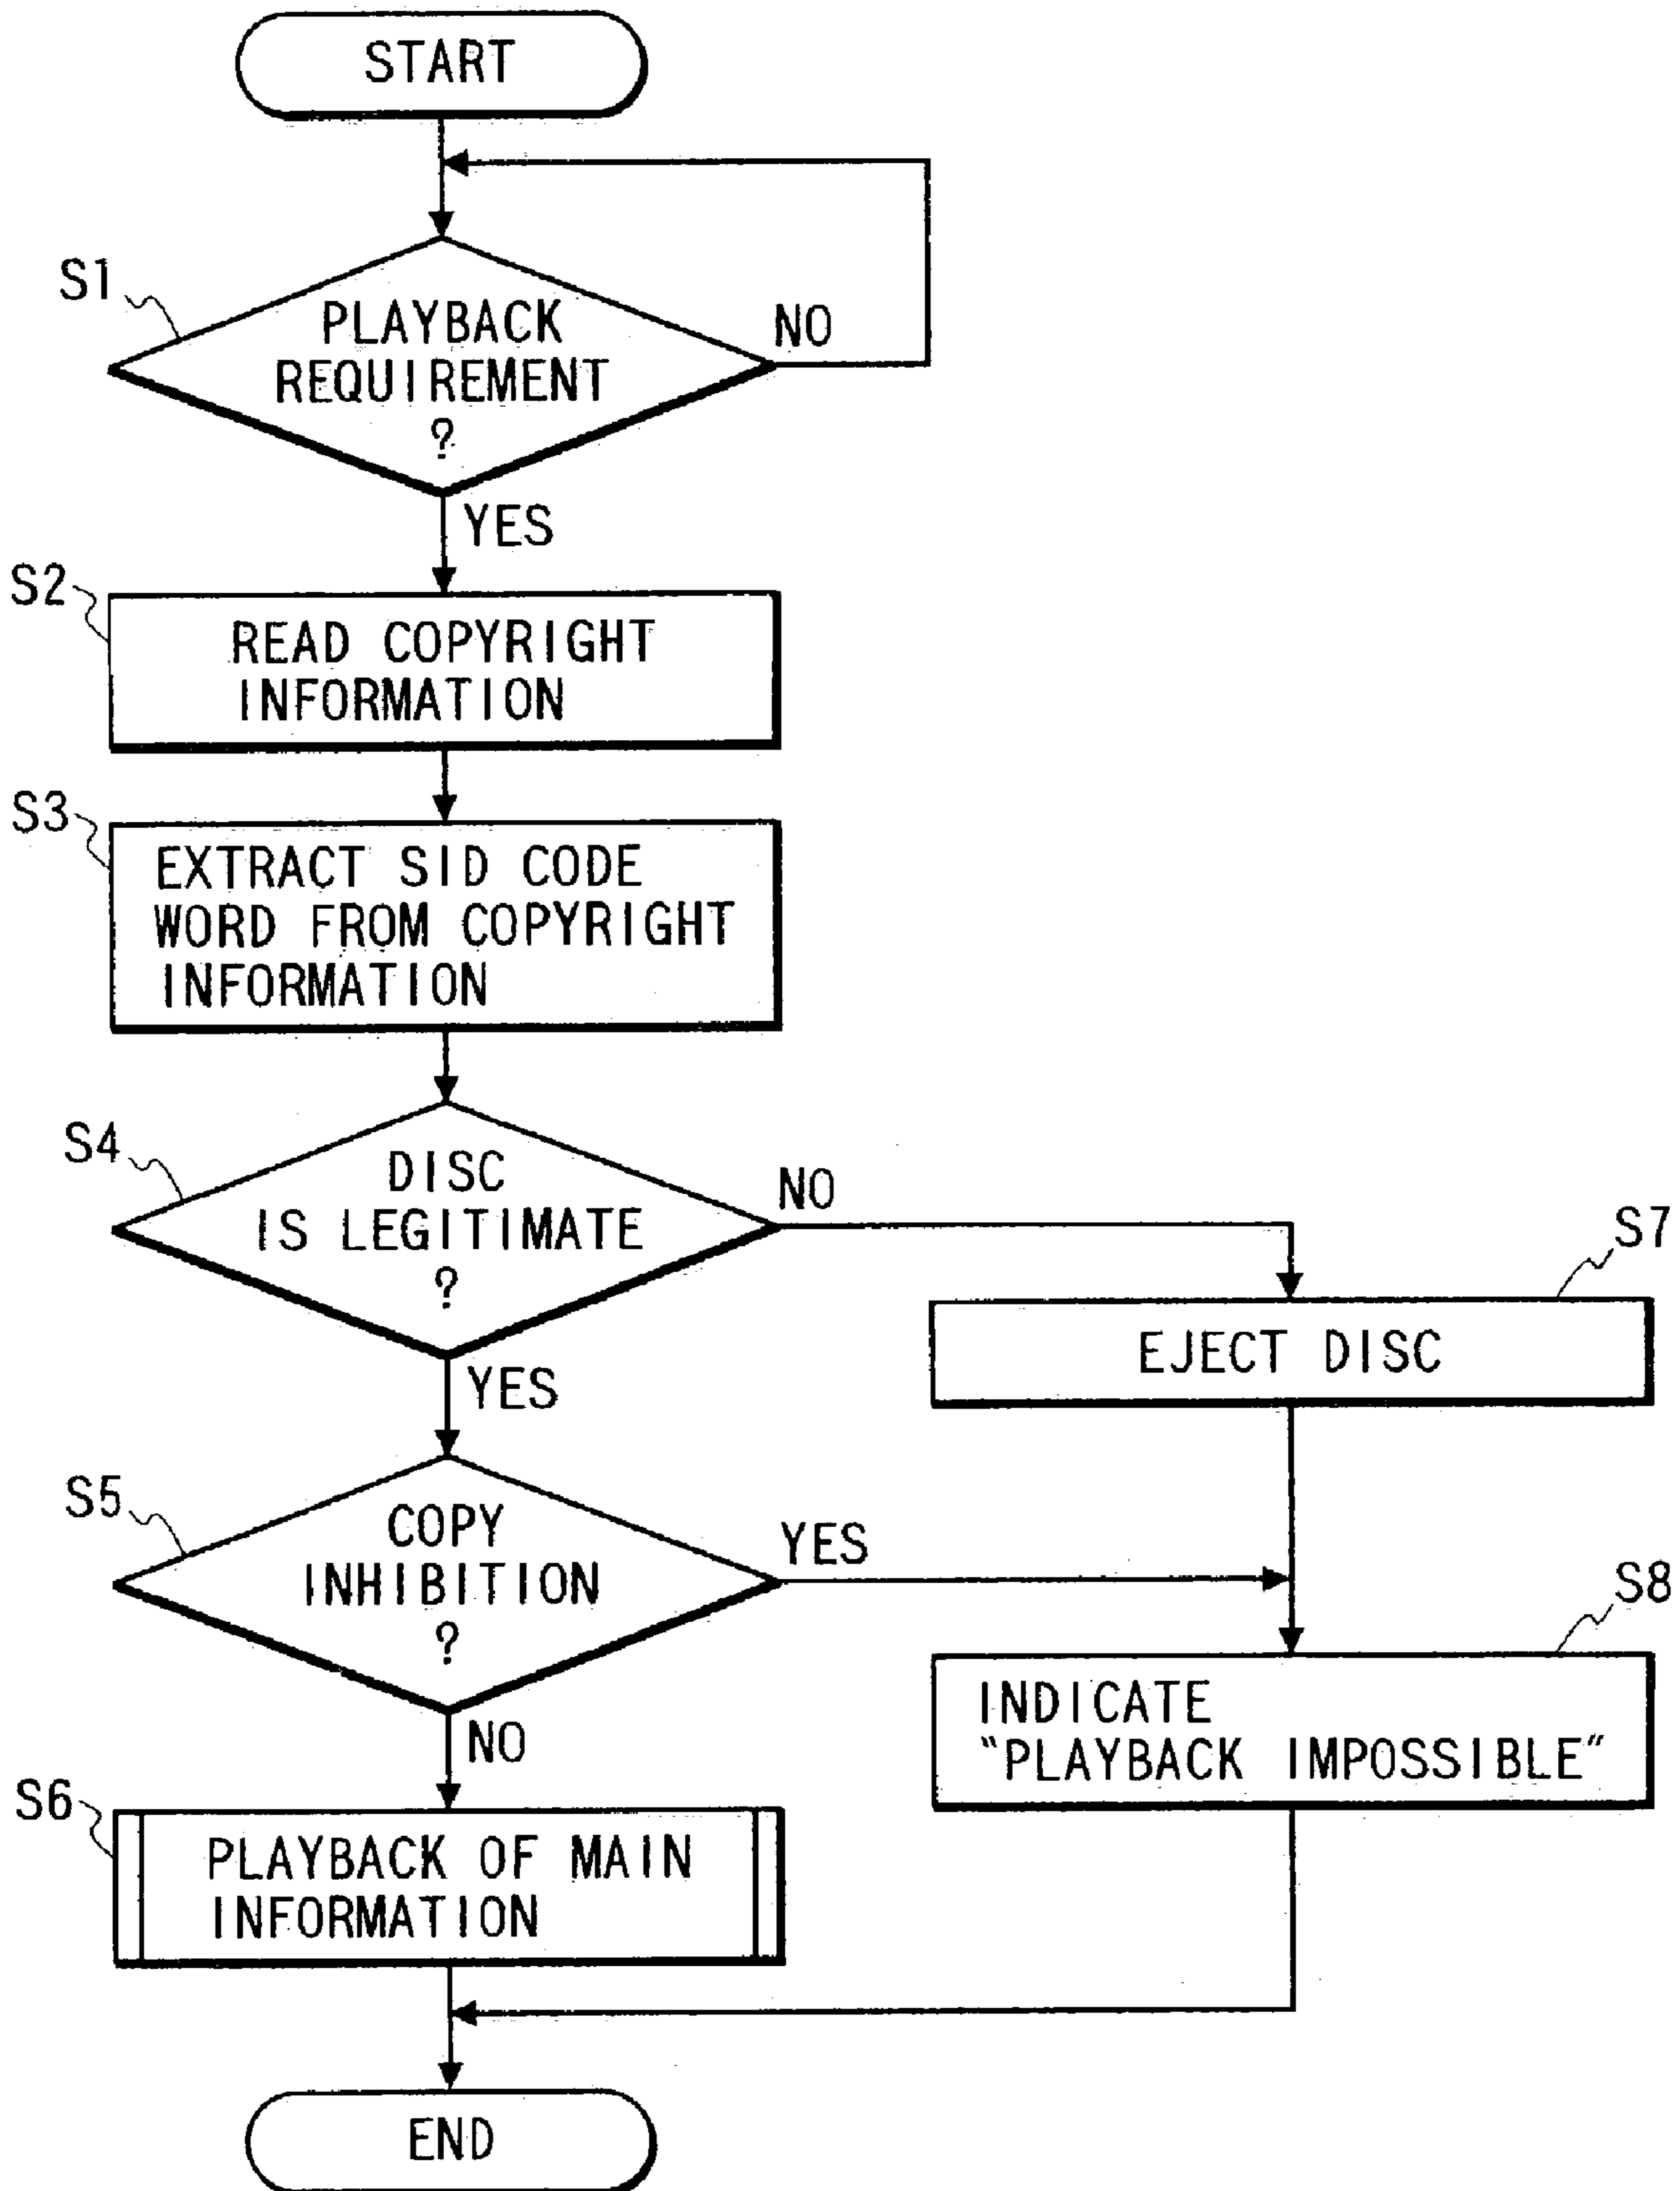 START
S1
PLAYBACK
REQUIREMENT
?
NO
YES
S2
READ COPYRIGHT
INFORMATION
S3
EXTRACT SID CODE
WORD FROM COPYRIGHT
INFORMATION
S4
DISC
IS LEGITIMATE
?
NO
YES
S7
EJECT DISC
S5
COPY
INHIBITION
?
YES
NO
S8
INDICATE
"PLAYBACK IMPOSSIBLE"
S6
PLAYBACK OF MAIN
INFORMATION
END